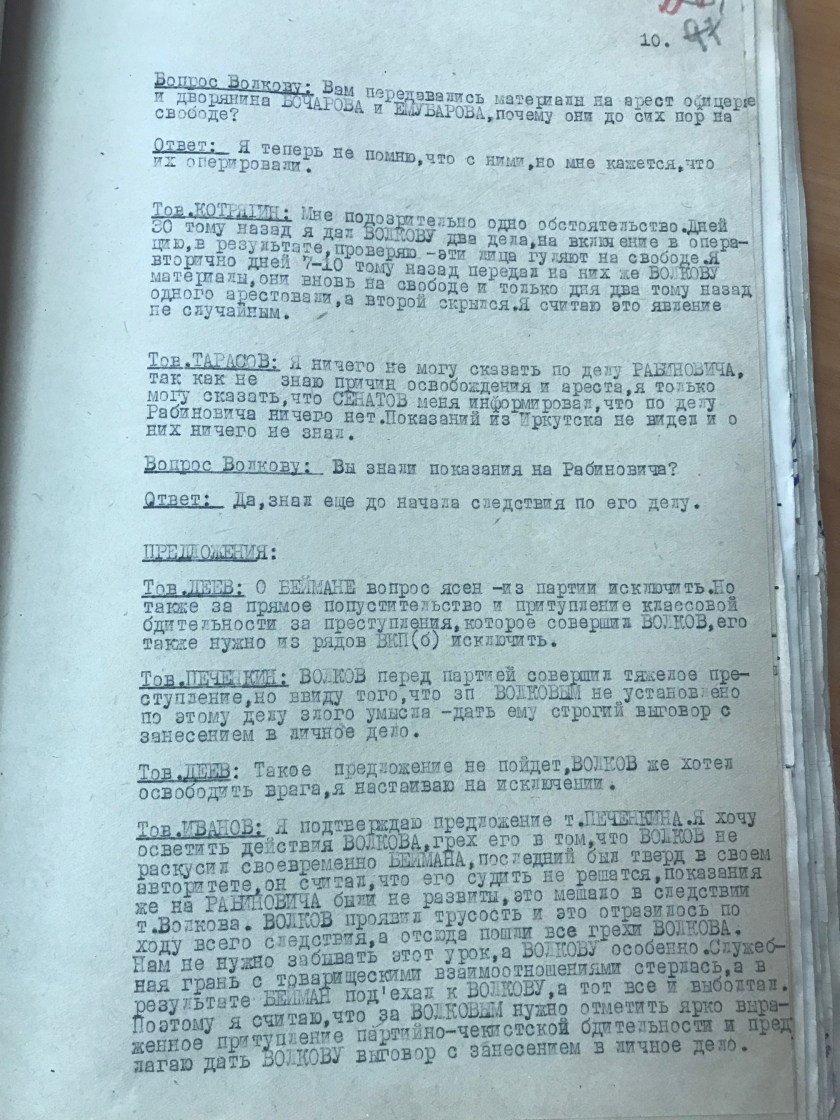 10.
Вопрос Волкову: Вам передавались материалы на арест офицера
и дворянина БОЧАРОВА и ЕМУВАРОВА,почему они до сих пор на
свободе?
Ответ: Я теперь не помню,что с ними,но мне кажется,что
их оперировали.
Тов.КОТРЯГИН: Мне подозрительно одно обстоятельство.Дней
30 тому назад я дал ВОЛКОВУ два дела,на включение в опера-
цию,в результате,проверяю -эти лица гуляют на свободе.Я
вторично дней 7-10 тому назад передал на них же ВОЛКОВУ
материалы,они вновь на свободе и только дня два тому назад
одного арестовали,а второй скрылся.Я считаю это явление
не случайным.
Тов.ТАРАСОВ: Я ничего не могу сказать по делу РАБИНОВИЧА,
так как не знаю причин освобождения и ареста,я только
могу сказать,что СЕНАТОВ меня информировал,что по делу
Рабиновича ничего нет.Показаний из Иркутска не видел и о
них ничего не знал.
Вопрос Волкову: Вы знали показания на Рабиновича?
Ответ: Да,знал еще до начала следствия по его делу.
ПРЕДЛОЖЕНИЯ:
Тов.ДЕЕВ: О БЕЙМАНЕ вопрос ясен -из партии исключить.Но
также за прямое попустительство и притупление классовой
бдительности за преступления,которое совершил ВОЛКОВ,его
также нужно из рядов ВКП(б) исключить.
Тов.ПЕЧЕНКИН: ВОЛКОВ перед партией совершил тяжелое пре-
ступление,но ввиду того,что зп ВОЛКОВЫМ не установлено
по этому делу злого умысла -дать ему строгий выговор с
занесением в личное дело.
Тов.ДЕЕВ: Такое предложение не пойдет,ВОЛКОВ же хотел
освободить врага,я настаиваю на исключении.
Тов.ИВАНОВ: Я подтверждаю предложение т.ПЕЧЕНКИНА.Я хочу
осветить действия ВОЛКОВА,грех его в том,что ВОЛКОВ не
раскусил своевременно БЕЙМАНА,последний был тверд в своем
авторитете,он считал,что его судить не решатся,показания
же на РАБИНОВИЧА были не развиты,это мешало в следствии
т.Волкова. ВОЛКОВ проявил трусость и это отразилось по
ходу всего следствия,а отсюда пошли все грехи ВОЛКОВА.
Нам не нужно забывать этот урок,а ВОЛКОВУ особенно.Служеб-
ная грань с товарищескими взаимоотношениями стерлась,а в
результате БЕЙМАН под'ехал к ВОЛКОВУ,а тот все и выболтал.
Поэтому я считаю,что за ВОЛКОВЫМ нужно отметить ярко выра-
женное притупление партийно-чекистской бдительности и пред
лагаю дать ВОЛКОВУ выговор с занесением в личное дело.